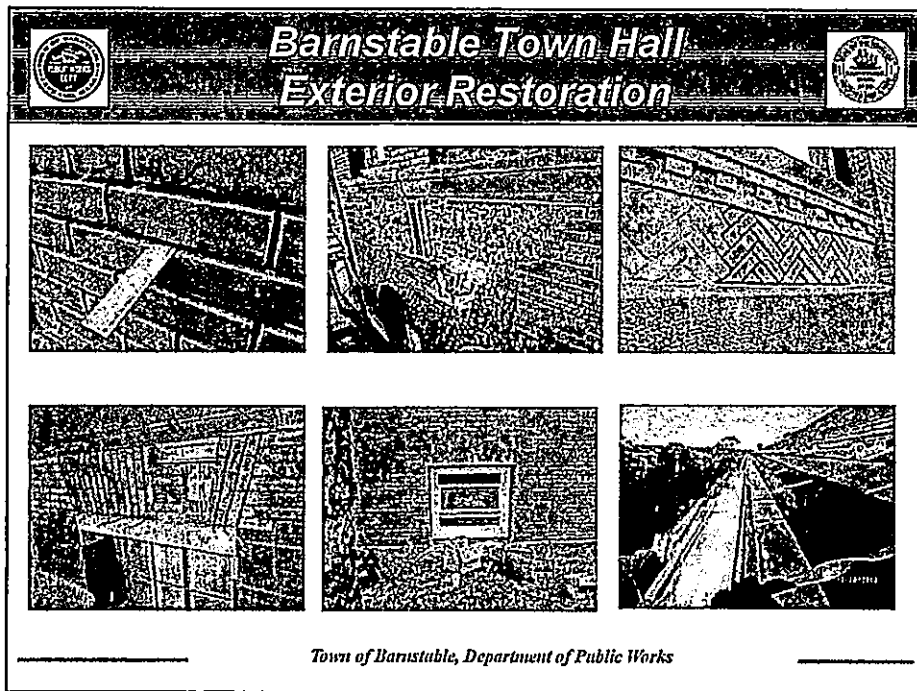 Barnstable Town Hall
Exterior Restoration
Town of Barnstable, Department of Public Works